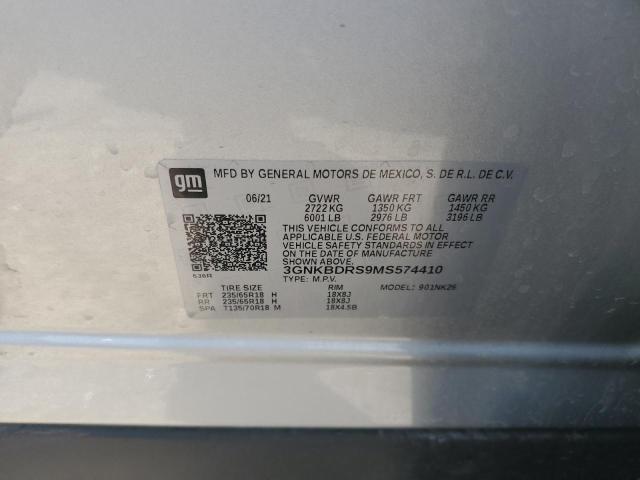 gm
MFD BY GENERAL MOTORS DE MEXICO, S. DE R.L. DE C.V.
06/21 GVWR GAWR FRT GAWR RR
2722 KG 1350 KG 1450 KG
6001 LB 2976 LB 3196 LB
THIS VEHICLE CONFORMS TO ALL
APPLICABLE U.S. FEDERAL MOTOR
VEHICLE SAFETY STANDARDS IN EFFECT
ON THE DATE OF MANUFACTURE
SHOWN ABOVE.
3GNKBDRS9MS574410
TYPE: M.P.V.
TIRE SIZE RIM MODEL: 901NK26
FRT 235/65R18 H 18X8J
RR 235/65R18 H 18X8J
SPA T135/70R18 M 18X4.5B